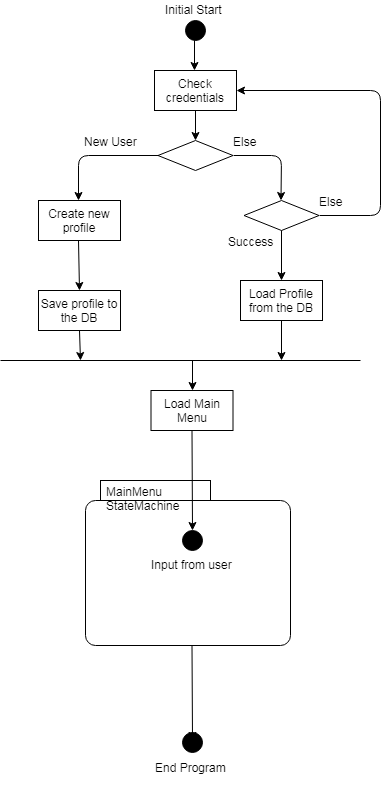 Initial Start
Check
credentials
New User
Else
Create new
profile
Else
Success
Save profile to
the DB
Load Profile
from the DB
Load Main
Menu
MainMenu
StateMachine
Input from user
End Program